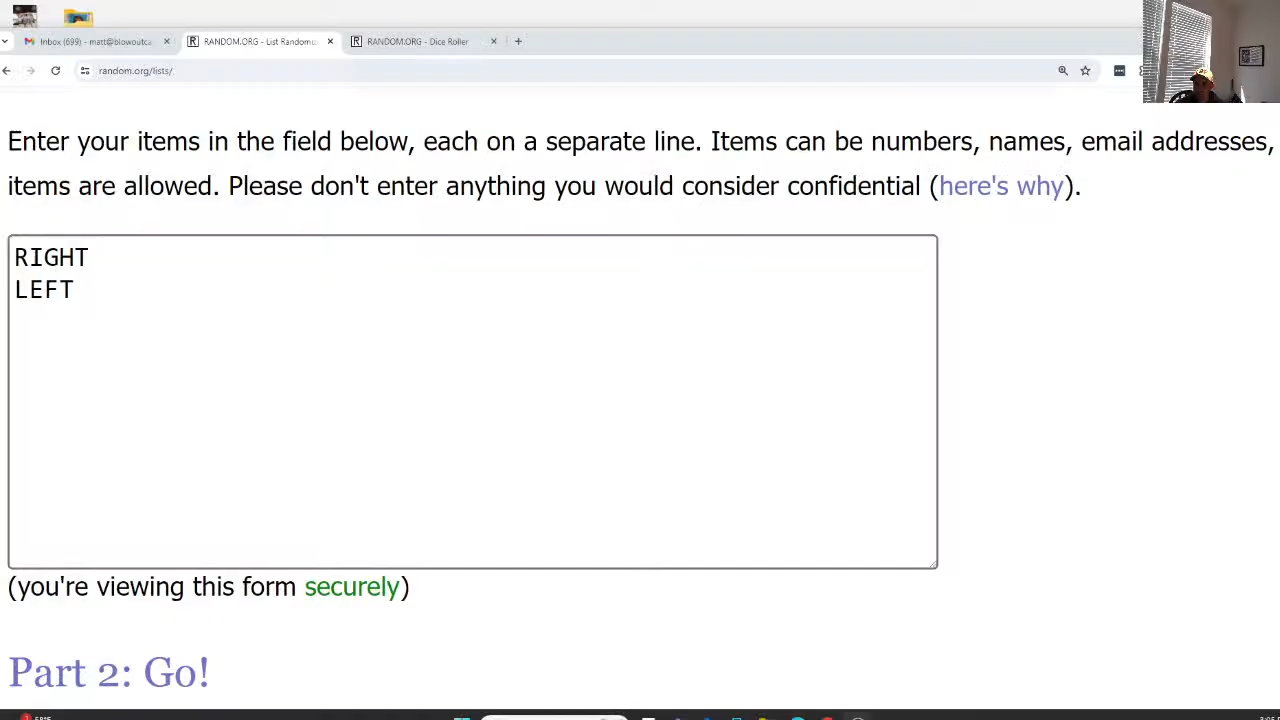 Inbox (699) - matt@blowoutca
RANDOM.ORG - List Randomi
RANDOM.ORG - Dice Roller
random.org/lists/
Enter your items in the field below, each on a separate line. Items can be numbers, names, email addresses,
items are allowed. Please don't enter anything you would consider confidential (here's why).
RIGHT
LEFT
(you're viewing this form securely)
Part 2: Go!